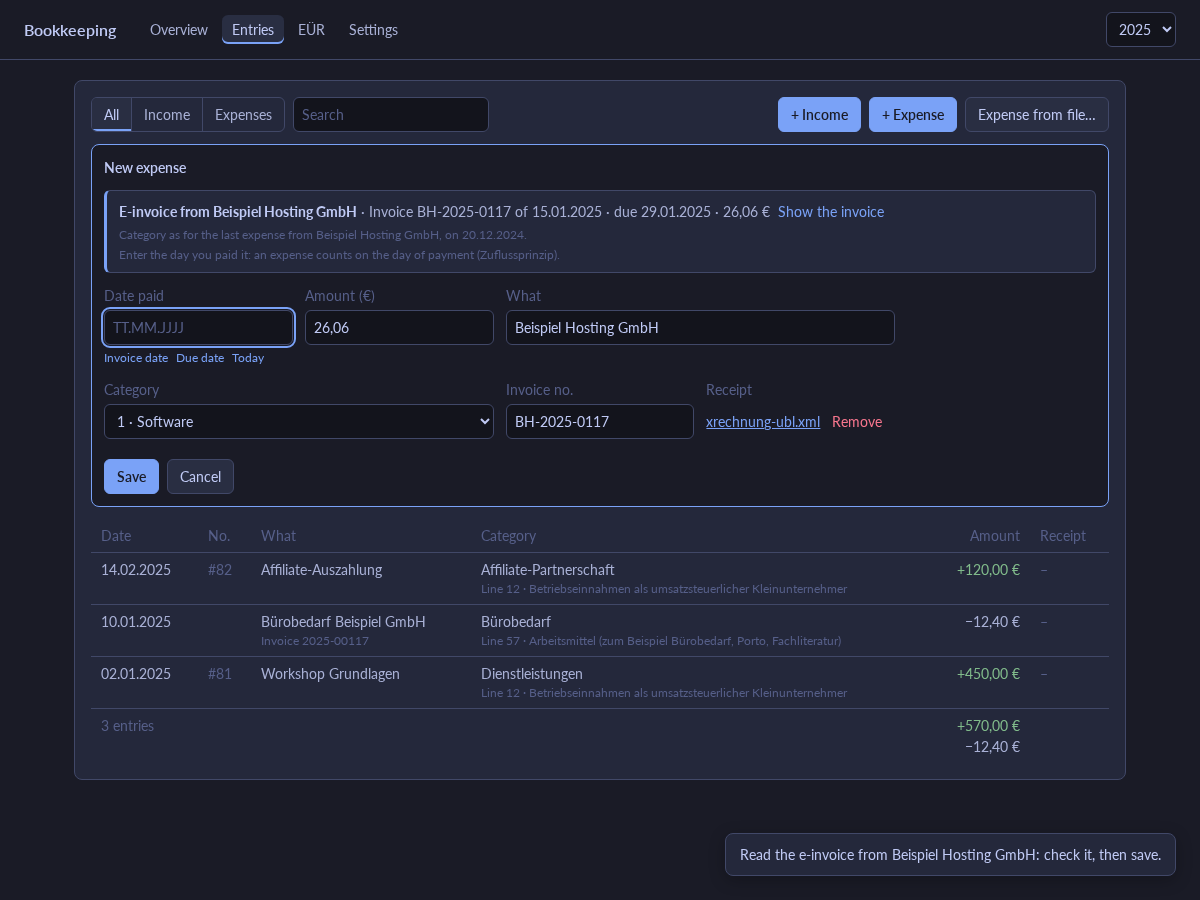 Bookkeeping Overview Entries EÜR Settings 2025
All Income Expenses Search + Income + Expense Expense from file...
New expense
E-invoice from Beispiel Hosting GmbH · Invoice BH-2025-0117 of 15.01.2025 · due 29.01.2025 · 26,06 € Show the invoice
Category as for the last expense from Beispiel Hosting GmbH, on 20.12.2024.
Enter the day you paid it: an expense counts on the day of payment (Zuflussprinzip).
Date paid Amount (€) What
TT.MM.JJJJ 26,06 Beispiel Hosting GmbH
Invoice date Due date Today
Category Invoice no. Receipt
1 · Software BH-2025-0117 xrechnung-ubl.xml Remove
Save Cancel
Date No. What Category Amount Receipt
14.02.2025 #82 Affiliate-Auszahlung Affiliate-Partnerschaft +120,00 € –
Line 12 · Betriebseinnahmen als umsatzsteuerlicher Kleinunternehmer
10.01.2025 Bürobedarf Beispiel GmbH Bürobedarf −12,40 € –
Invoice 2025-00117 Line 57 · Arbeitsmittel (zum Beispiel Bürobedarf, Porto, Fachliteratur)
02.01.2025 #81 Workshop Grundlagen Dienstleistungen +450,00 € –
Line 12 · Betriebseinnahmen als umsatzsteuerlicher Kleinunternehmer
3 entries +570,00 €
−12,40 €
Read the e-invoice from Beispiel Hosting GmbH: check it, then save.